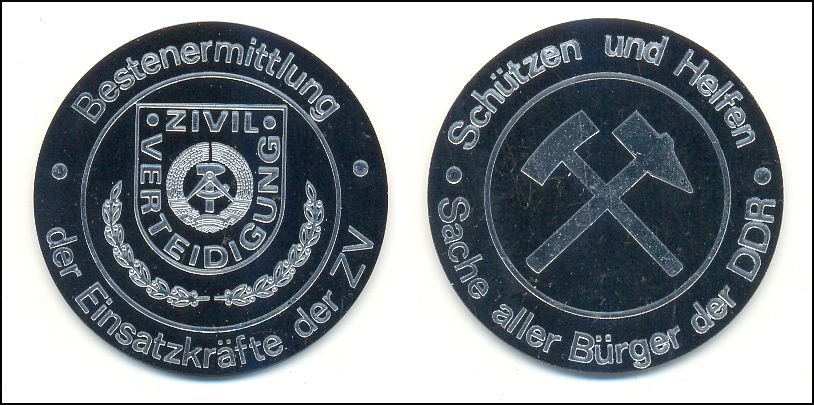 Bestenermittlung
der Einsatzkräfte der ZV
ZIVIL
VERTEIDIGUNG
Schützen und Helfen
Sache aller Bürger der DDR